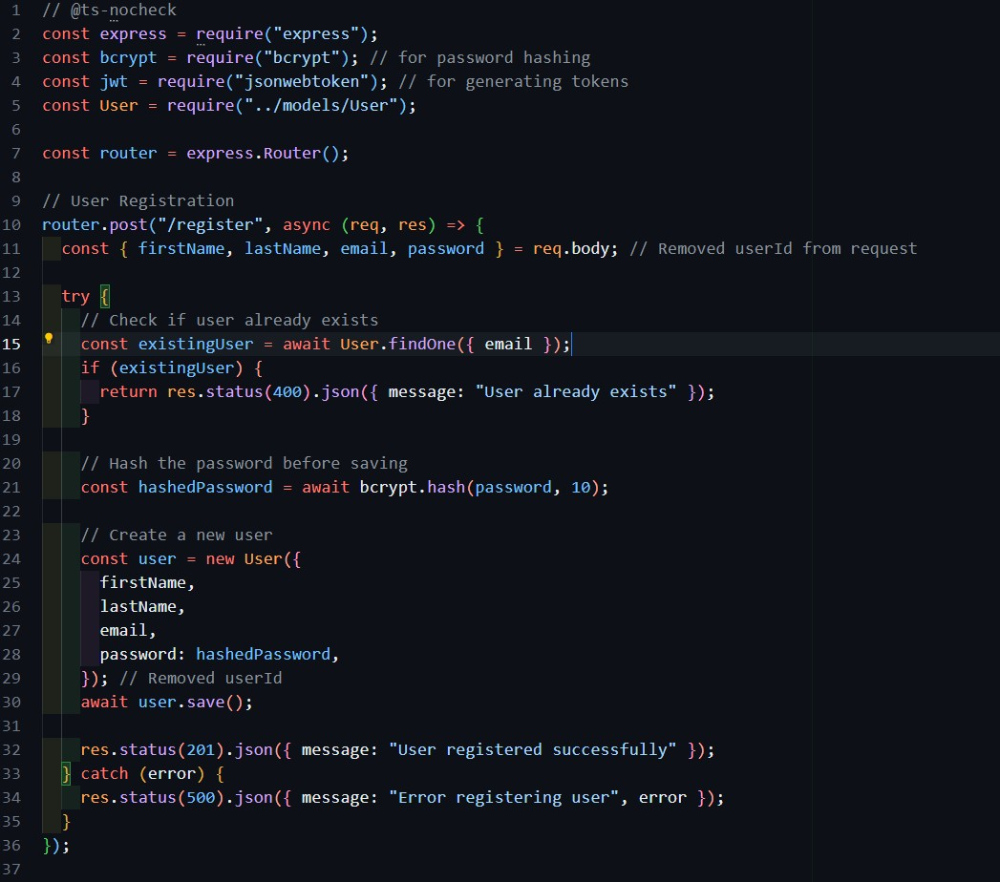 1 // @ts-nocheck
2 const express = require("express");
3 const bcrypt = require("bcrypt"); // for password hashing
4 const jwt = require("jsonwebtoken"); // for generating tokens
5 const User = require("../models/User");
6
7 const router = express.Router();
8
9 // User Registration
10 router.post("/register", async (req, res) => {
11   const { firstName, lastName, email, password } = req.body; // Removed userId from request
12
13   try {
14     // Check if user already exists
15     const existingUser = await User.findOne({ email });
16     if (existingUser) {
17       return res.status(400).json({ message: "User already exists" });
18     }
19
20     // Hash the password before saving
21     const hashedPassword = await bcrypt.hash(password, 10);
22
23     // Create a new user
24     const user = new User({
25       firstName,
26       lastName,
27       email,
28       password: hashedPassword,
29     }); // Removed userId
30     await user.save();
31
32     res.status(201).json({ message: "User registered successfully" });
33   } catch (error) {
34     res.status(500).json({ message: "Error registering user", error });
35   }
36 });
37